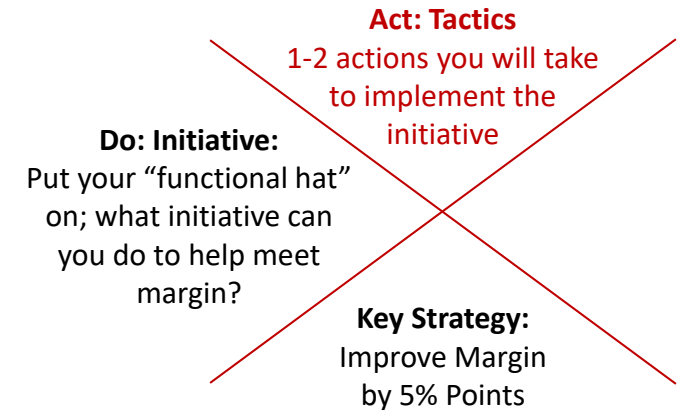 Act: Tactics
1-2 actions you will take
to implement the
initiative
Do: Initiative:
Put your “functional hat”
on; what initiative can
you do to help meet
margin?
Key Strategy:
Improve Margin
by 5% Points